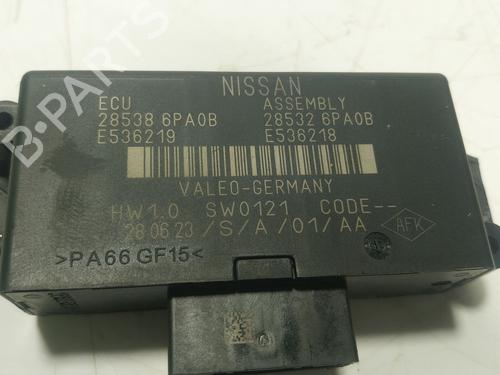 NISSAN
ECU ASSEMBLY
28538 6PA0B 28532 6PA0B
E536219 E536218
VALEO-GERMANY
HW1.0 SW0121 CODE--
28.06.23/S/A/01/AA
AFK
>PA66 GF15<
B-PARTS